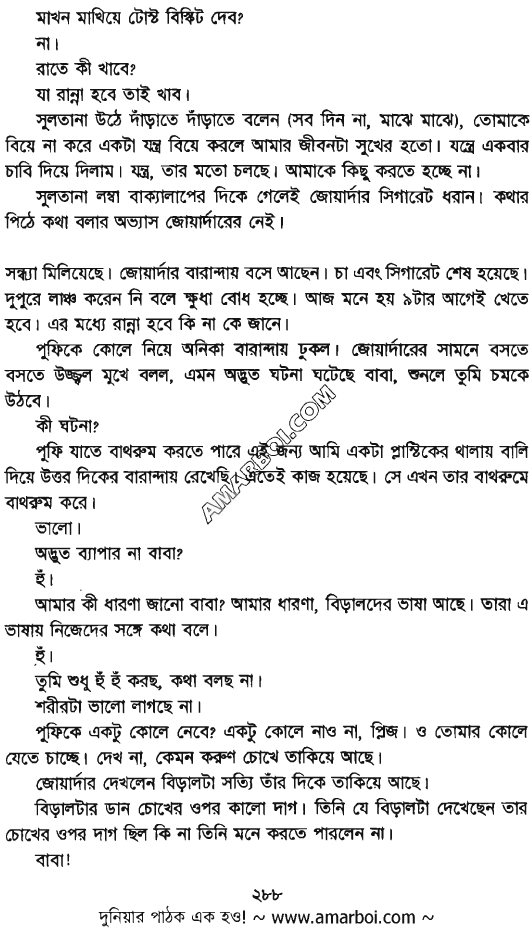 মাখন মাখিয়ে টোস্ট বিস্কিট দেব?
না।
রাতে কী খাবে?
যা রান্না হবে তাই খাব।
সুলতানা উঠে দাঁড়াতে দাঁড়াতে বলেন (সব দিন না, মাঝে মাঝে), তোমাকে
বিয়ে না করে একটা যন্ত্র বিয়ে করলে আমার জীবনটা সুখের হতো। যন্ত্রে একবার
চাবি দিয়ে দিলাম। যন্ত্র, তার মতো চলছে। আমাকে কিছু করতে হচ্ছে না।
সুলতানা লম্বা বাক্যালাপের দিকে গেলেই জোয়ার্দার সিগারেট ধরান। কথার
পিঠে কথা বলার অভ্যাস জোয়ার্দারের নেই।
সন্ধ্যা মিলিয়েছে। জোয়ার্দার বারান্দায় বসে আছেন। চা এবং সিগারেট শেষ হয়েছে।
দুপুরে লাঞ্চ করেন নি বলে ক্ষুধা বোধ হচ্ছে। আজ মনে হয় ৯টার আগেই খেতে
হবে। এর মধ্যে রান্না হবে কি না কে জানে।
পুফিকে কোলে নিয়ে অনিকা বারান্দায় ঢুকল। জোয়ার্দারের সামনে বসতে
বসতে উজ্জ্বল মুখে বলল, এমন অদ্ভুত ঘটনা ঘটেছে বাবা, শুনলে তুমি চমকে
উঠবে।
কী ঘটনা?
পুফি যাতে বাথরুম করতে পারে এই জন্য আমি একটা প্লাস্টিকের থালায় বালি
দিয়ে উত্তর দিকের বারান্দায় রেখেছি। এতেই কাজ হয়েছে। সে এখন তার বাথরুমে
বাথরুম করে।
ভালো।
অদ্ভুত ব্যাপার না বাবা?
হুঁ।
আমার কী ধারণা জানো বাবা? আমার ধারণা, বিড়ালদের ভাষা আছে। তারা এ
ভাষায় নিজেদের সঙ্গে কথা বলে।
হুঁ।
তুমি শুধু হুঁ হুঁ করছ, কথা বলছ না।
শরীরটা ভালো লাগছে না।
পুফিকে একটু কোলে নেবে? একটু কোলে নাও না, প্লিজ। ও তোমার কোলে
যেতে চাচ্ছে। দেখ না, কেমন করুণ চোখে তাকিয়ে আছে।
জোয়ার্দার দেখলেন বিড়ালটা সত্যি তাঁর দিকে তাকিয়ে আছে।
বিড়ালটার ডান চোখের ওপর কালো দাগ। তিনি যে বিড়ালটা দেখেছেন তার
চোখের ওপর দাগ ছিল কি না তিনি মনে করতে পারলেন না।
বাবা!
AMARBOI.COM
২৮৮
দুনিয়ার পাঠক এক হও! ~ www.amarboi.com ~